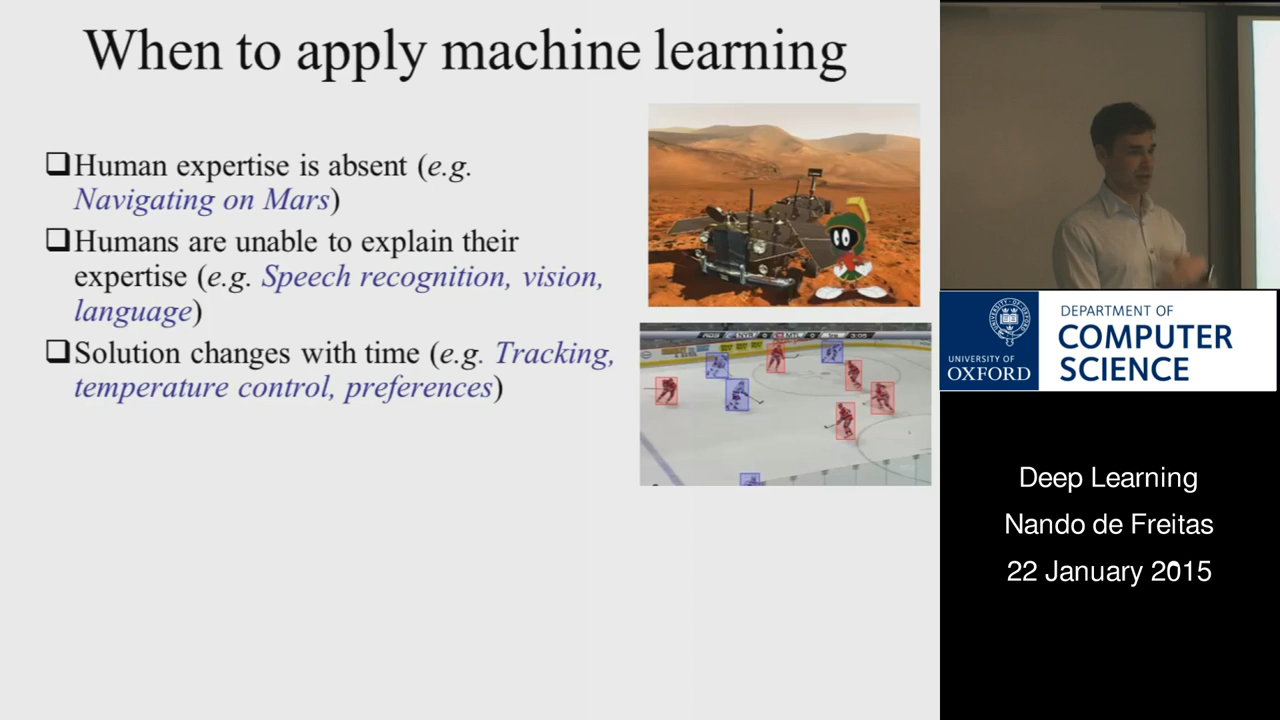 When to apply machine learning
❑Human expertise is absent (e.g.
Navigating on Mars)
❑Humans are unable to explain their
expertise (e.g. Speech recognition, vision,
language)
❑Solution changes with time (e.g. Tracking,
temperature control, preferences)
UNIVERSITY OF
OXFORD
DEPARTMENT OF
COMPUTER
SCIENCE
Deep Learning
Nando de Freitas
22 January 2015